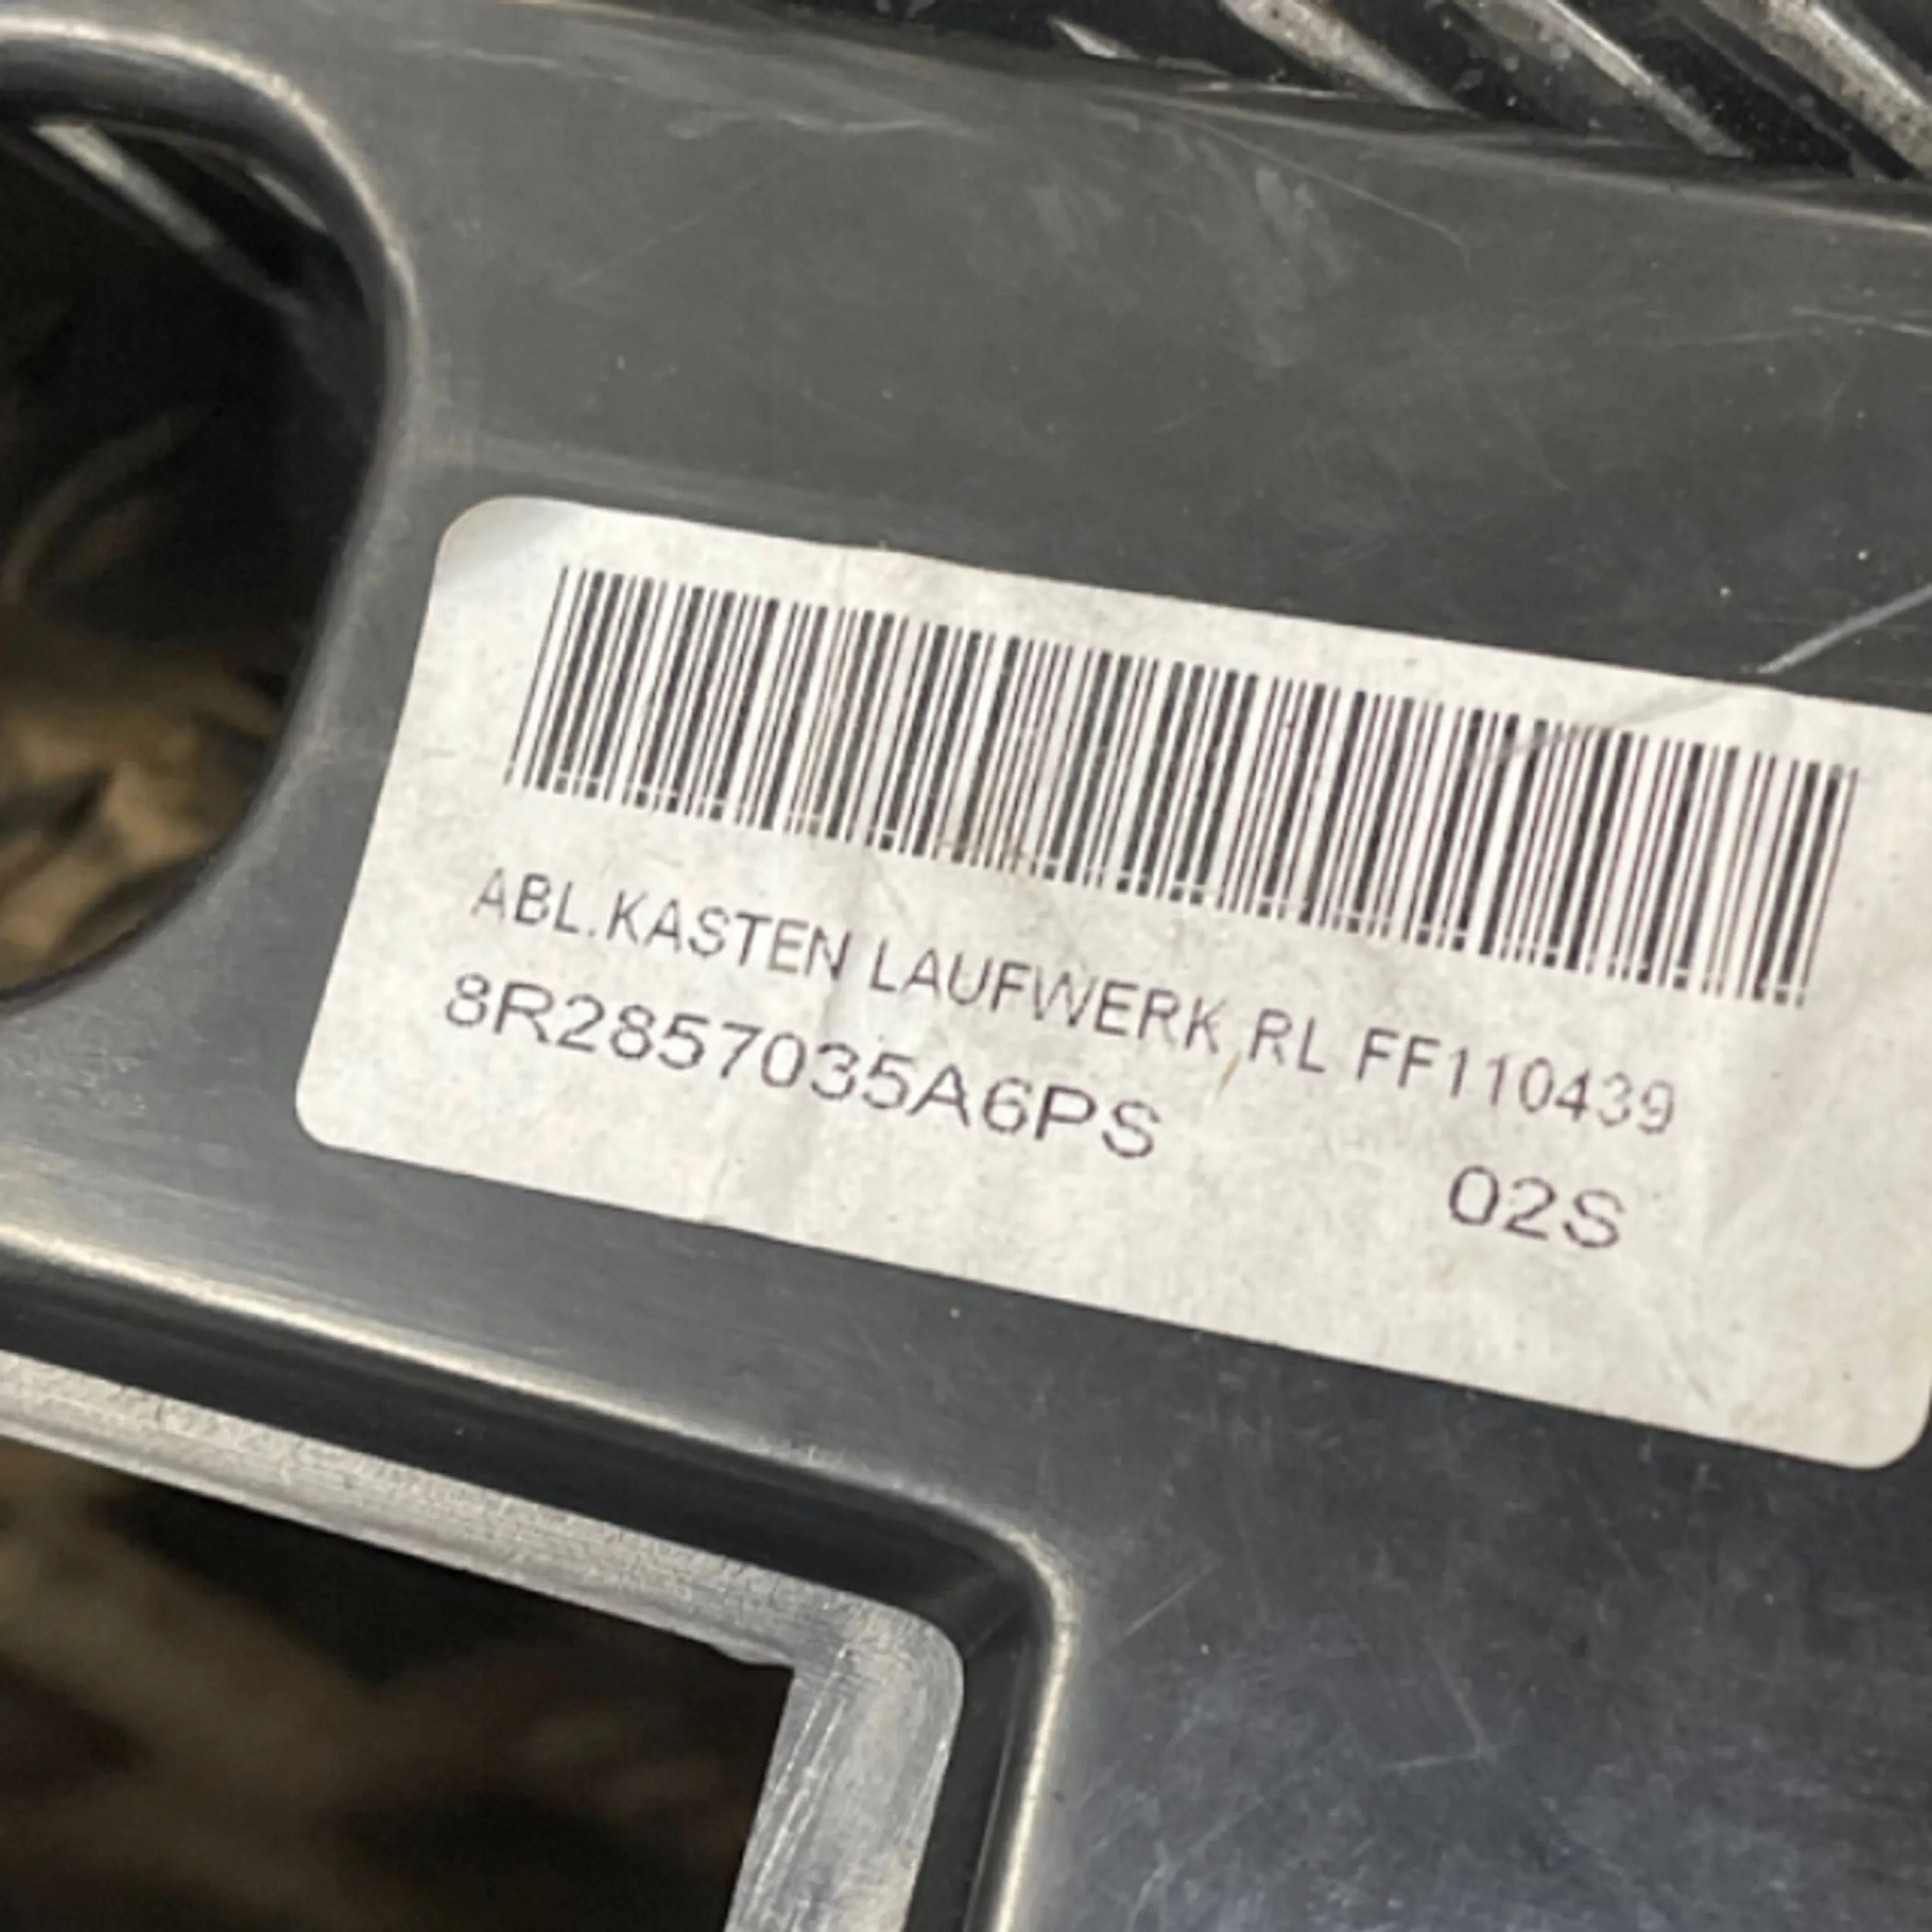 ABL.KASTEN LAUFWERK RL FF110439
8R2857035A6PS
02S